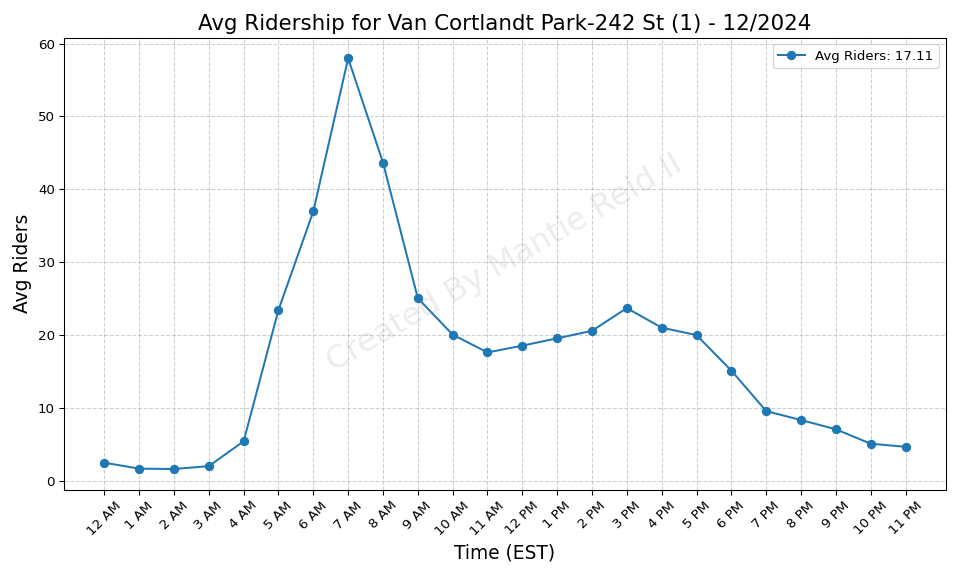 Avg Ridership for Van Cortlandt Park-242 St (1) - 12/2024
Avg Riders: 17.11
60
50
40
30
20
10
0
Avg Riders
Created By Mantle Reid II
12 AM
1 AM
2 AM
3 AM
4 AM
5 AM
6 AM
7 AM
8 AM
9 AM
10 AM
11 AM
12 PM
1 PM
2 PM
3 PM
4 PM
5 PM
6 PM
7 PM
8 PM
9 PM
10 PM
11 PM
Time (EST)